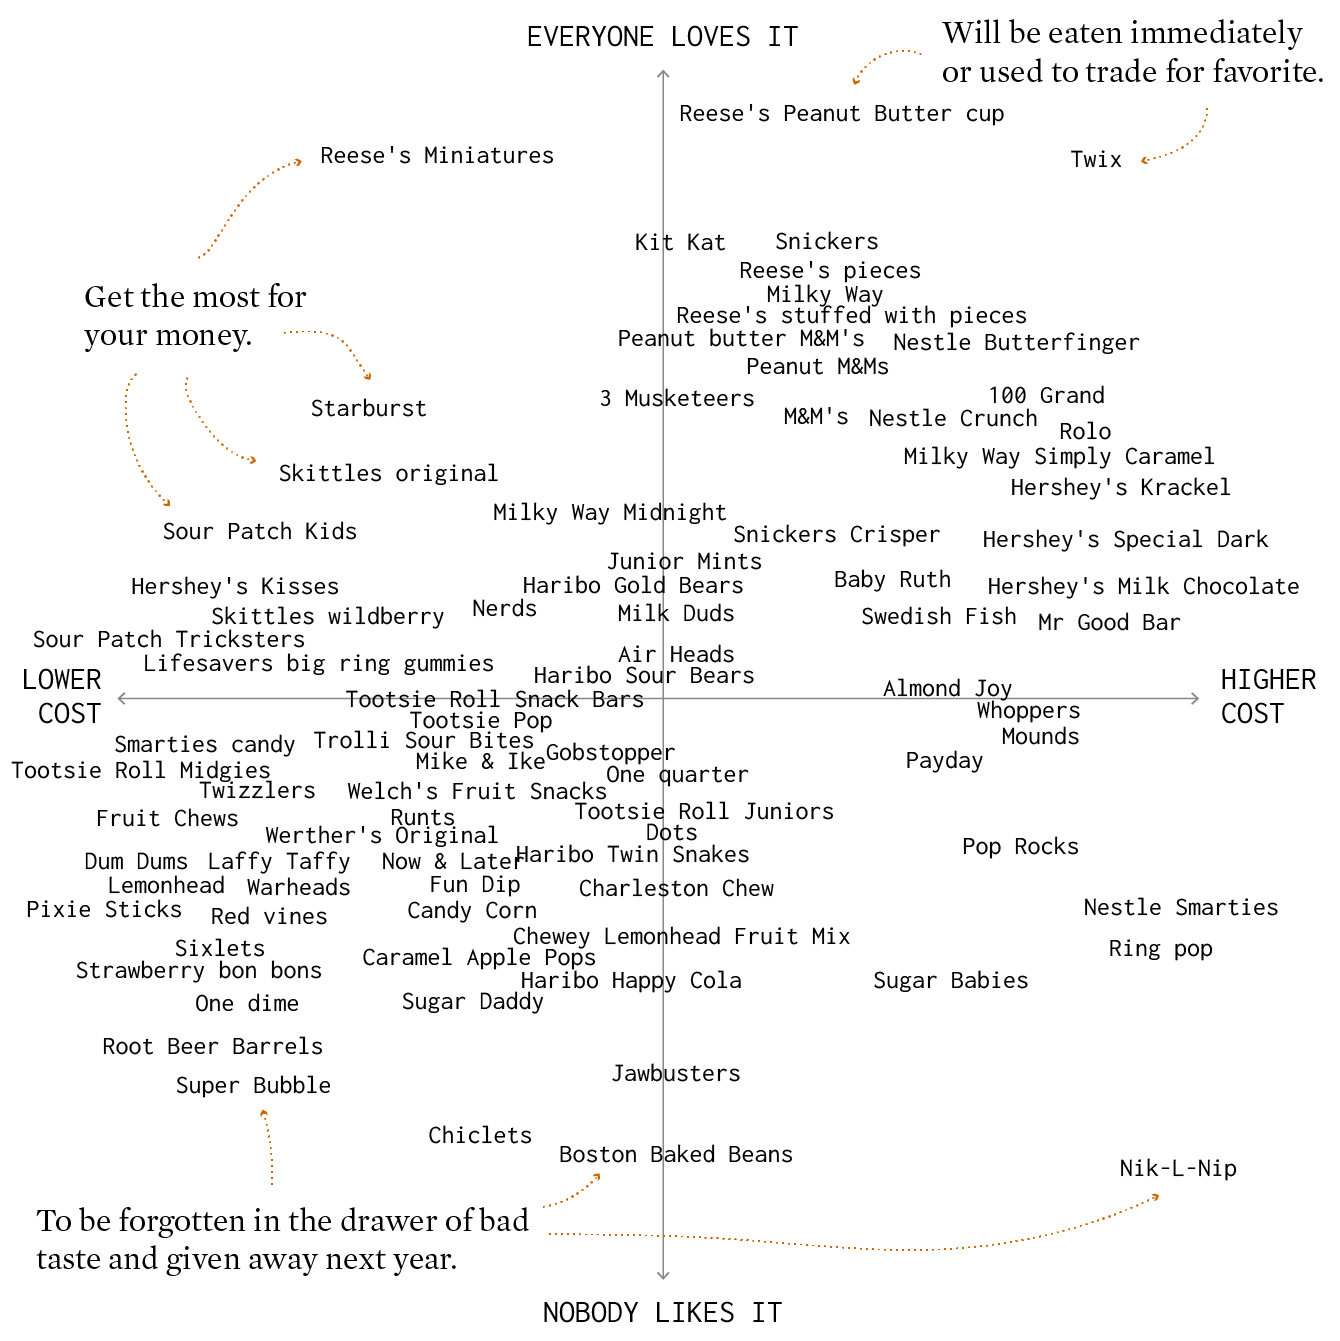 EVERYONE LOVES IT
Will be eaten immediately
or used to trade for favorite.
Reese's Peanut Butter cup
Reese's Miniatures
Twix
Kit Kat
Snickers
Reese's pieces
Get the most for
your money.
Milky Way
Reese's stuffed with pieces
Peanut butter M&M's
Nestle Butterfinger
Peanut M&Ms
3 Musketeers
100 Grand
Starburst
M&M's
Nestle Crunch
Rolo
Milky Way Simply Caramel
Skittles original
Hershey's Krackel
Milky Way Midnight
Sour Patch Kids
Snickers Crisper
Hershey's Special Dark
Junior Mints
Hershey's Kisses
Haribo Gold Bears
Baby Ruth
Hershey's Milk Chocolate
Skittles wildberry
Nerds
Milk Duds
Swedish Fish
Mr Good Bar
Sour Patch Tricksters
Air Heads
Lifesavers big ring gummies
Haribo Sour Bears
LOWER
COST
HIGHER
COST
Almond Joy
Tootsie Roll Snack Bars
Whoppers
Tootsie Pop
Mounds
Smarties candy
Trolli Sour Bites
Gobstopper
Mike & Ike
Payday
Tootsie Roll Midgies
One quarter
Twizzlers
Welch's Fruit Snacks
Fruit Chews
Runts
Tootsie Roll Juniors
Werther's Original
Dots
Pop Rocks
Dum Dums
Laffy Taffy
Now & Later
Haribo Twin Snakes
Lemonhead
Warheads
Fun Dip
Charleston Chew
Pixie Sticks
Red vines
Candy Corn
Nestle Smarties
Chewey Lemonhead Fruit Mix
Sixlets
Caramel Apple Pops
Ring pop
Strawberry bon bons
Haribo Happy Cola
Sugar Babies
One dime
Sugar Daddy
Root Beer Barrels
Jawbusters
Super Bubble
Chiclets
Boston Baked Beans
Nik-L-Nip
To be forgotten in the drawer of bad
taste and given away next year.
NOBODY LIKES IT